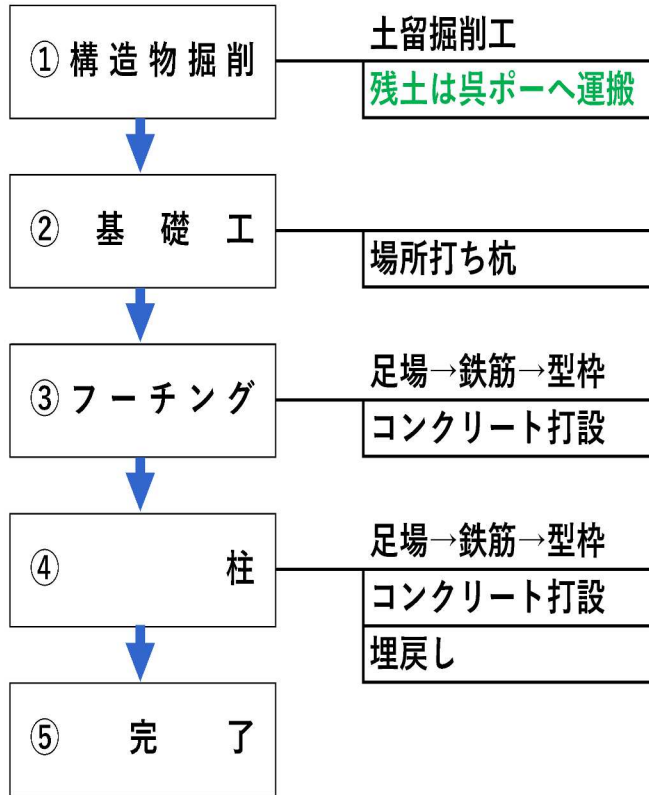 ①構造物掘削
土留掘削工
残土は呉ポーへ運搬
②基礎工
場所打ち杭
③フーチング
足場→鉄筋→型枠
コンクリート打設
④柱
足場→鉄筋→型枠
コンクリート打設
埋戻し
⑤完了